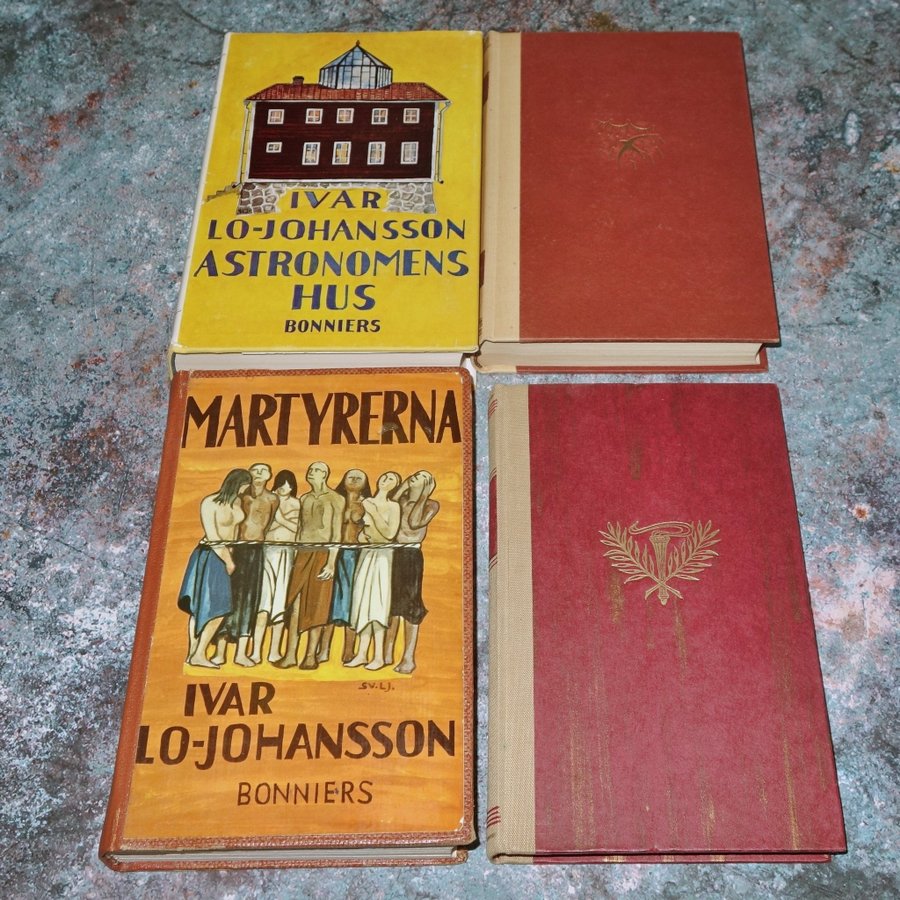 IVAR
LO-JOHANSSON
ASTRONOMENS
HUS
BONNIERS
MARTYRERNA
SV.LJ.
IVAR
LO-JOHANSSON
BONNIERS